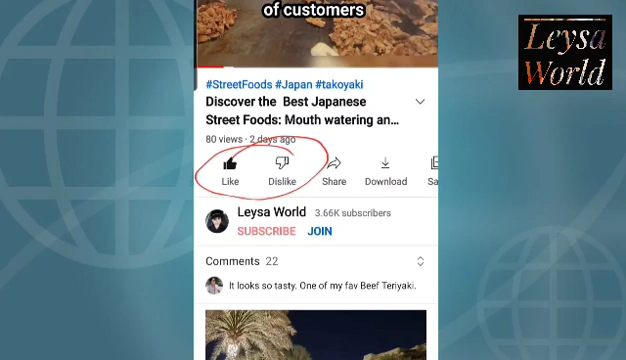 of customers
Leysa
World
#StreetFoods #Japan #takoyaki
Discover the Best Japanese
Street Foods: Mouth watering an...
80 views · 2 days ago
Like Dislike Share Download Sa
Leysa World 3.66K subscribers
SUBSCRIBE JOIN
Comments 22
It looks so tasty. One of my fav Beef Teriyaki.